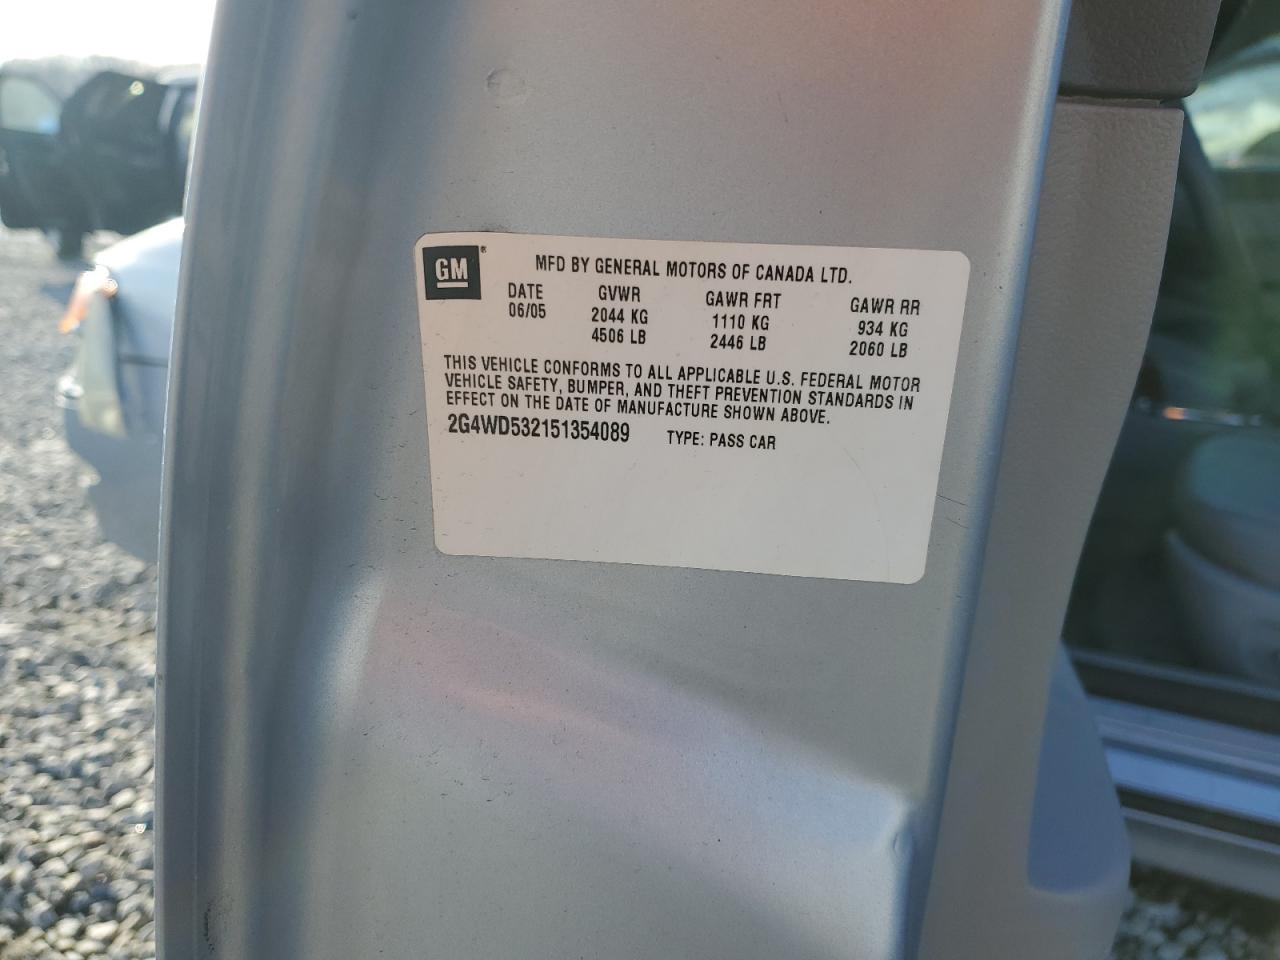 GM®
MFD BY GENERAL MOTORS OF CANADA LTD.
DATE GVWR GAWR FRT GAWR RR
06/05 2044 KG 1110 KG 934 KG
4506 LB 2446 LB 2060 LB
THIS VEHICLE CONFORMS TO ALL APPLICABLE U.S. FEDERAL MOTOR
VEHICLE SAFETY, BUMPER, AND THEFT PREVENTION STANDARDS IN
EFFECT ON THE DATE OF MANUFACTURE SHOWN ABOVE.
2G4WD532151354089 TYPE: PASS CAR